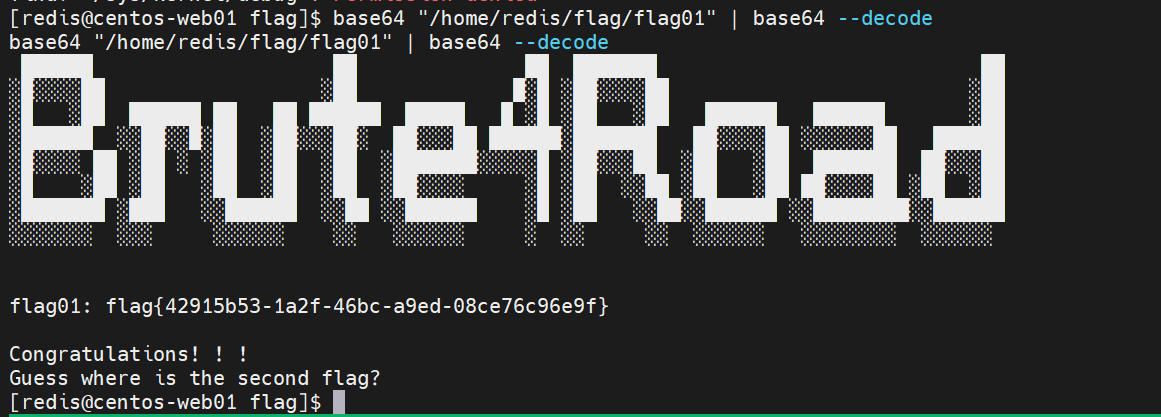 [redis@centos-web01 flag]$ base64 "/home/redis/flag/flag01" | base64 --decode
base64 "/home/redis/flag/flag01" | base64 --decode
Brute4Road
flag01: flag{42915b53-1a2f-46bc-a9ed-08ce76c96e9f}
Congratulations! ! !
Guess where is the second flag?
[redis@centos-web01 flag]$